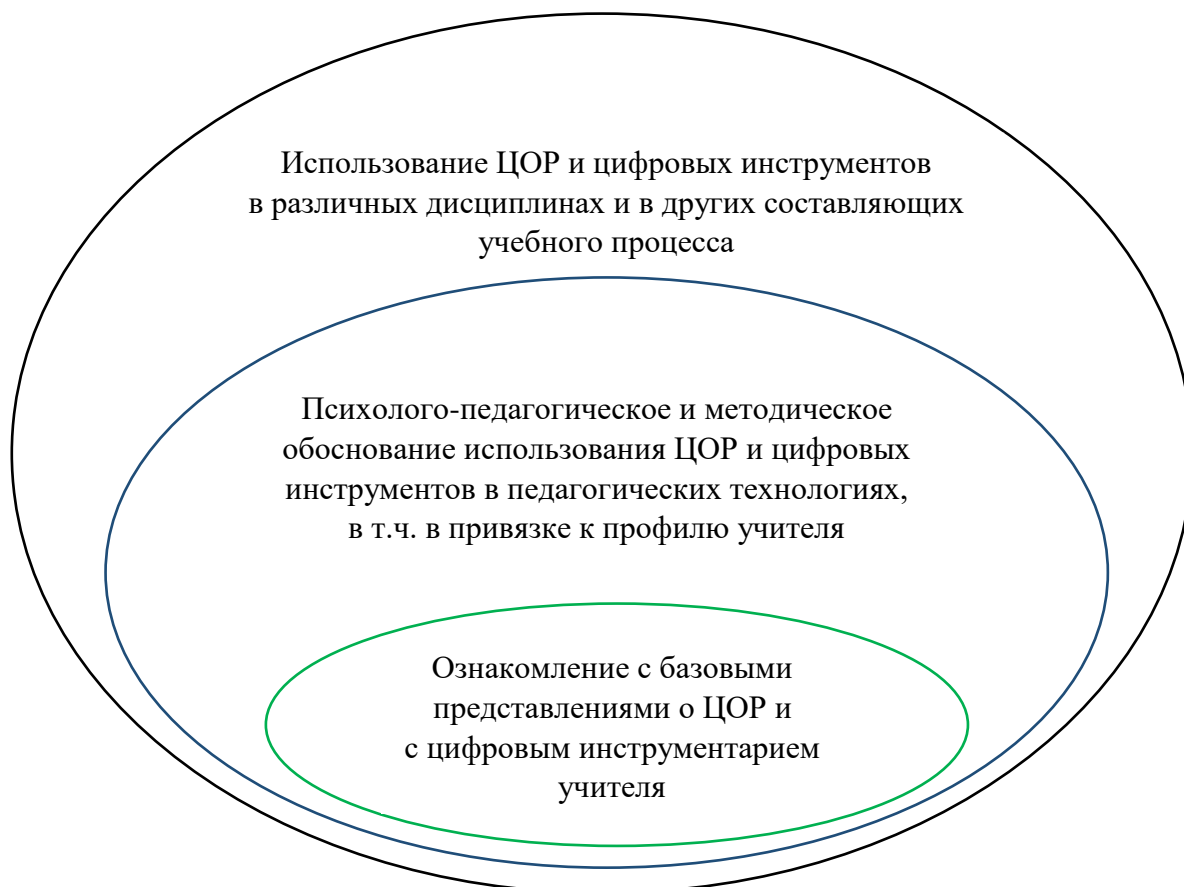 Использование ЦОР и цифровых инструментов
в различных дисциплинах и в других составляющих
учебного процесса
Психолого-педагогическое и методическое
обоснование использования ЦОР и цифровых
инструментов в педагогических технологиях,
в т.ч. в привязке к профилю учителя
Ознакомление с базовыми
представлениями о ЦОР и
с цифровым инструментарием
учителя